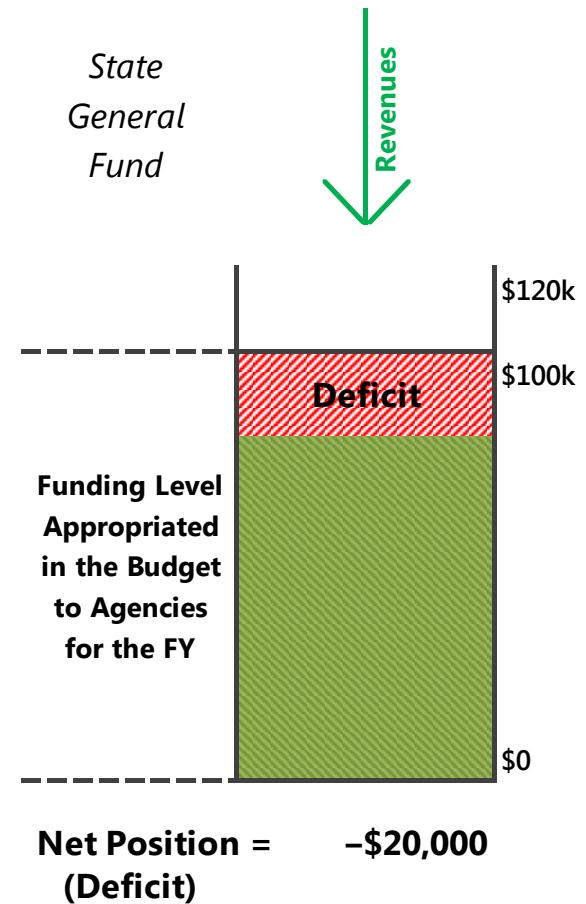 State
General
Fund
Revenues
$120k
$100k
Deficit
Funding Level
Appropriated
in the Budget
to Agencies
for the FY
$0
Net Position = –$20,000
(Deficit)